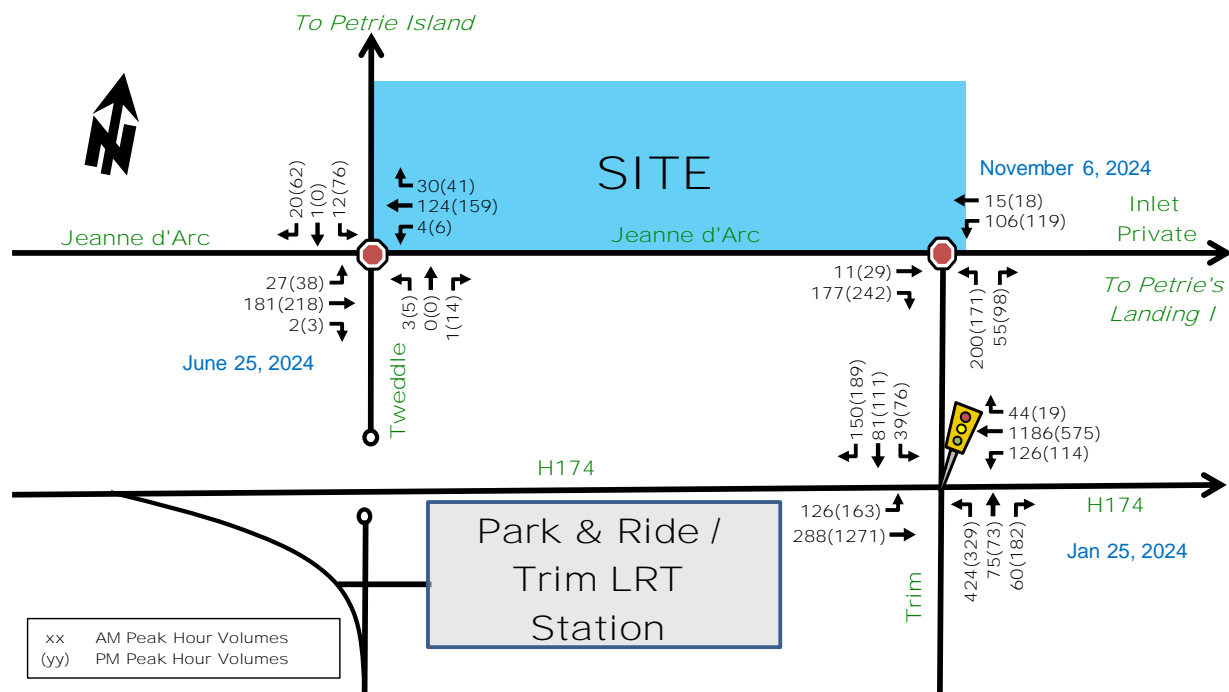 To Petrie Island
SITE
November 6, 2024
20(62)
1(0)
12(76)
30(41)
124(159)
4(6)
15(18)
106(119)
Inlet
Private
Jeanne d'Arc
Jeanne d'Arc
27(38)
181(218)
2(3)
3(5)
0(0)
1(14)
11(29)
177(242)
200(171)
55(98)
To Petrie's
Landing I
June 25, 2024
Tweddle
150(189)
81(111)
39(76)
44(19)
1186(575)
126(114)
H174
126(163)
288(1271)
424(329)
75(73)
60(182)
H174
Jan 25, 2024
Trim
Park & Ride /
Trim LRT
Station
xx AM Peak Hour Volumes
(yy) PM Peak Hour Volumes
N